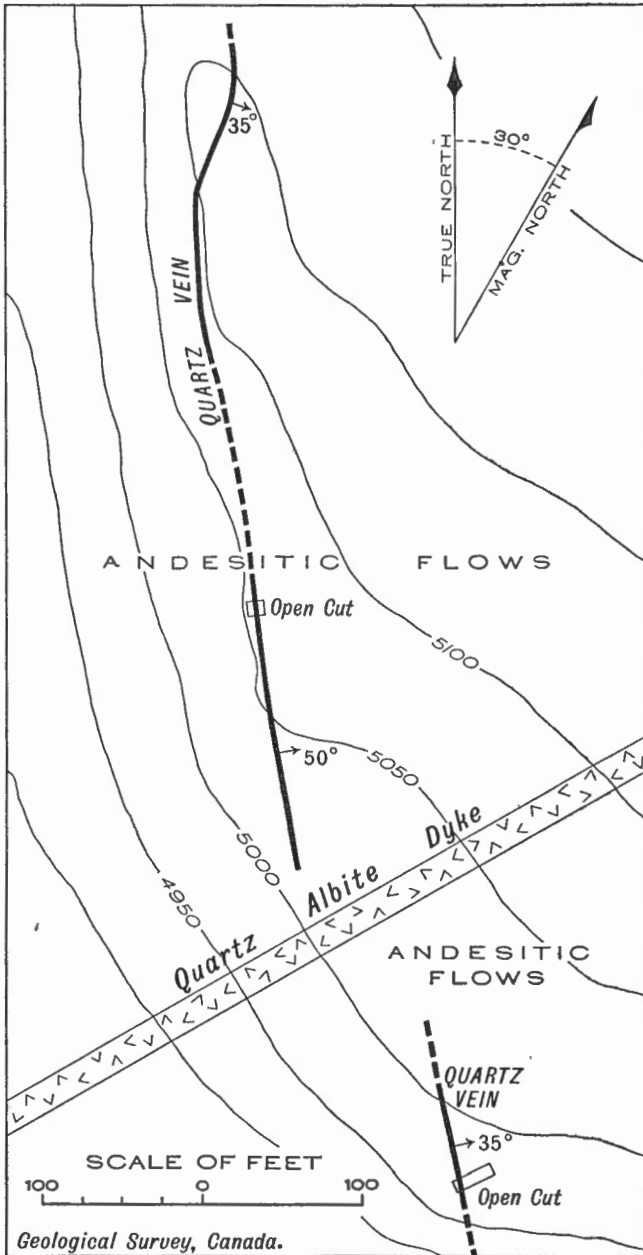 35°
30°
TRUE NORTH
MAG. NORTH
QUARTZ VEIN
ANDESITIC FLOWS
Open Cut
5100
50°
5050
5000
4950
Quartz Albite Dyke
ANDESITIC
FLOWS
QUARTZ
VEIN
35°
Open Cut
SCALE OF FEET
100 0 100
Geological Survey, Canada.